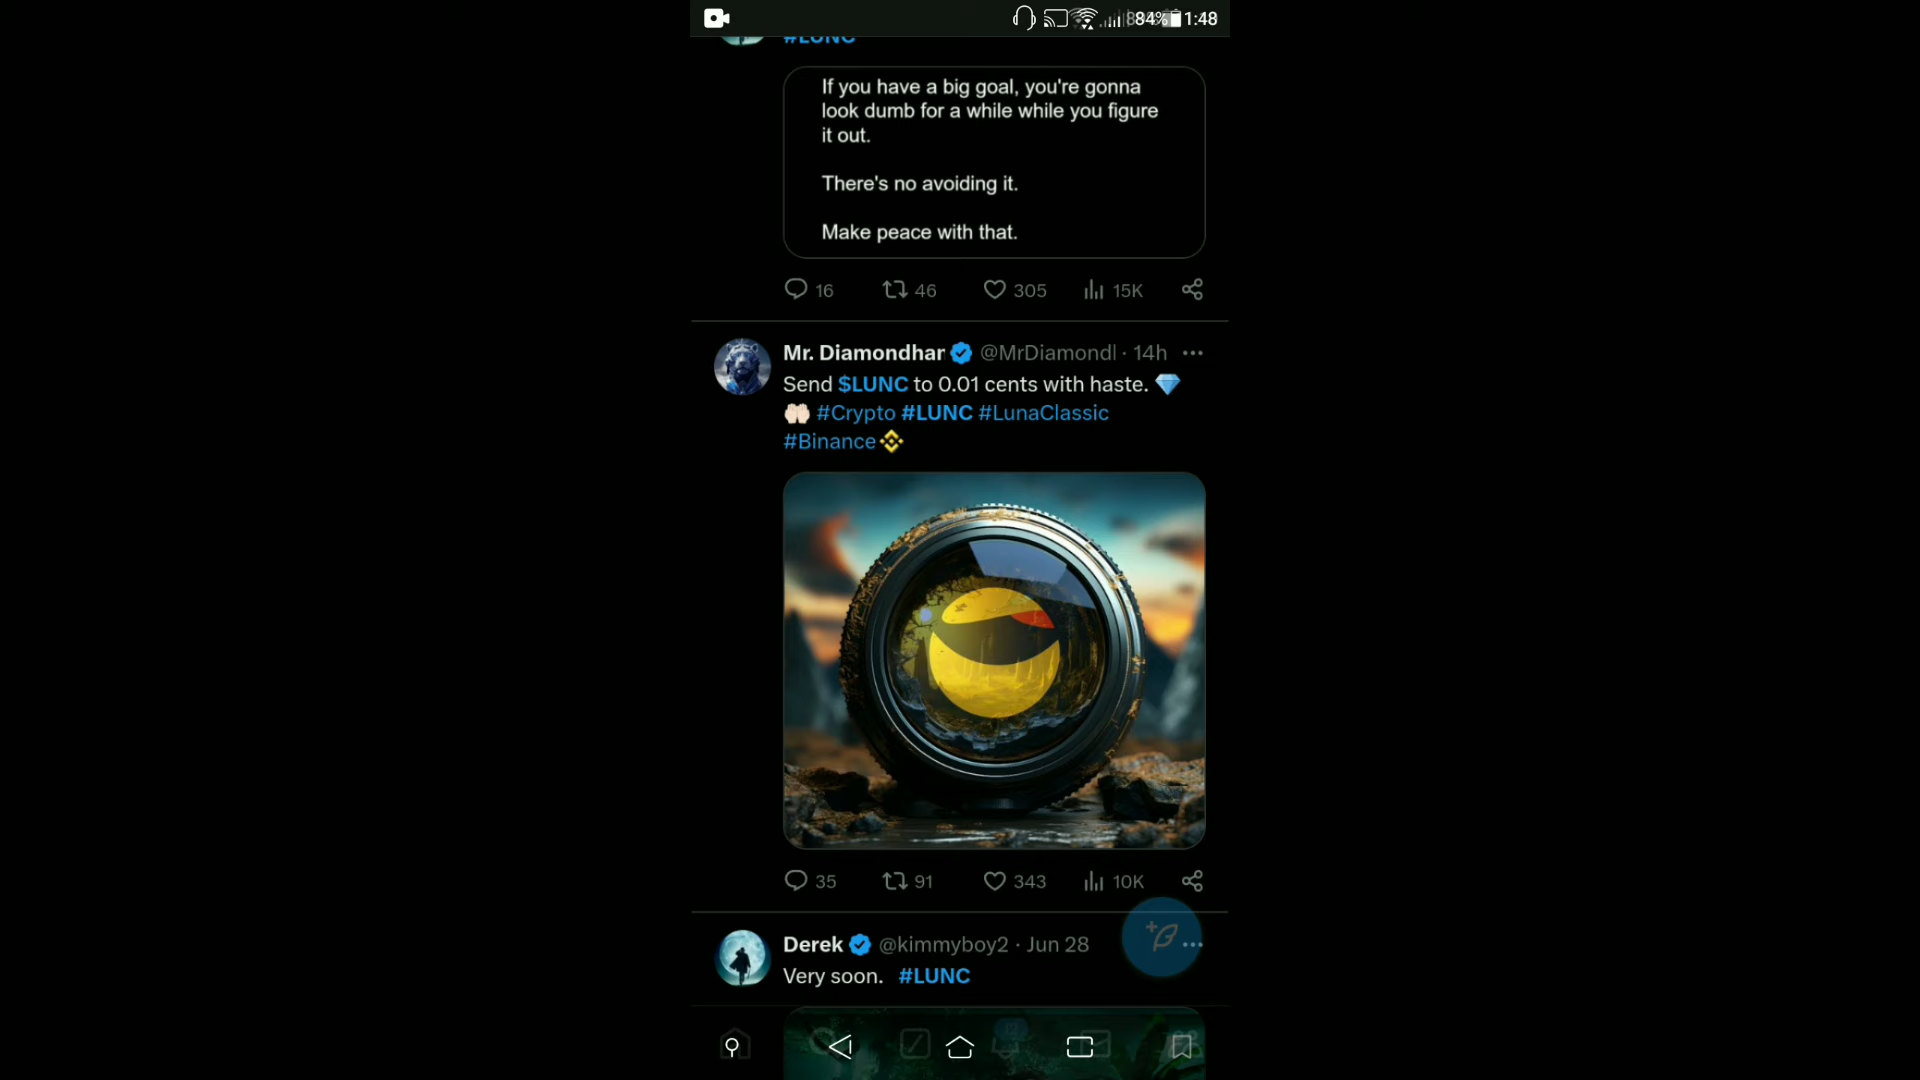 84% 1:48
#LUNC
If you have a big goal, you're gonna
look dumb for a while while you figure
it out.
There's no avoiding it.
Make peace with that.
16 46 305 15K
Mr. Diamondhar @MrDiamondl · 14h
Send $LUNC to 0.01 cents with haste. 💎
🤲🏻 #Crypto #LUNC #LunaClassic
#Binance
35 91 343 10K
Derek @kimmyboy2 · Jun 28
Very soon. #LUNC